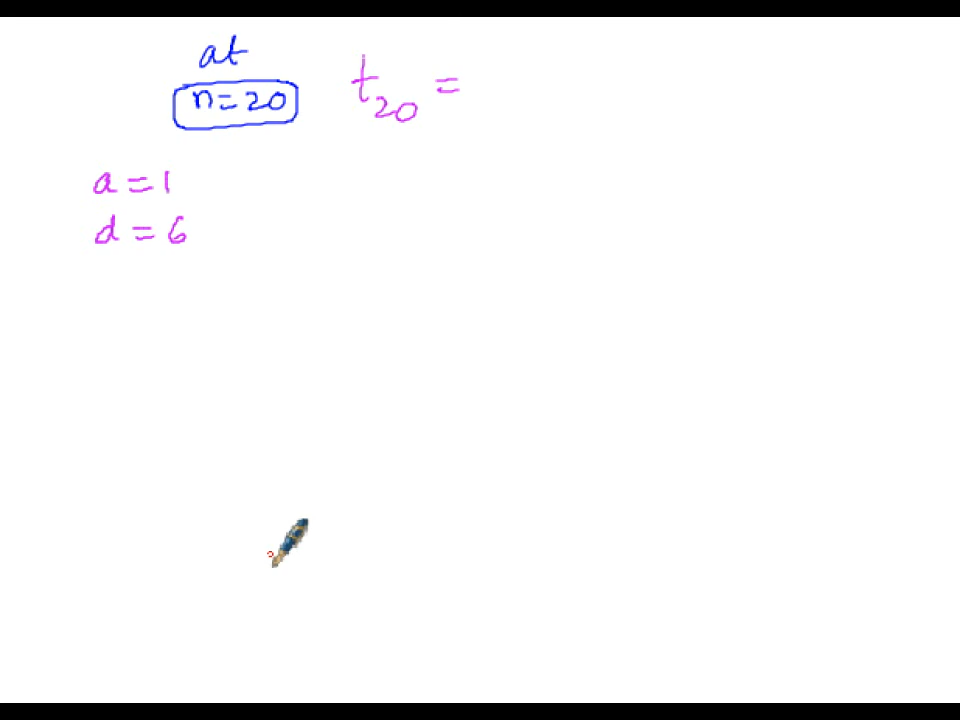 at
n=20
t₂₀ =
a = 1
d = 6